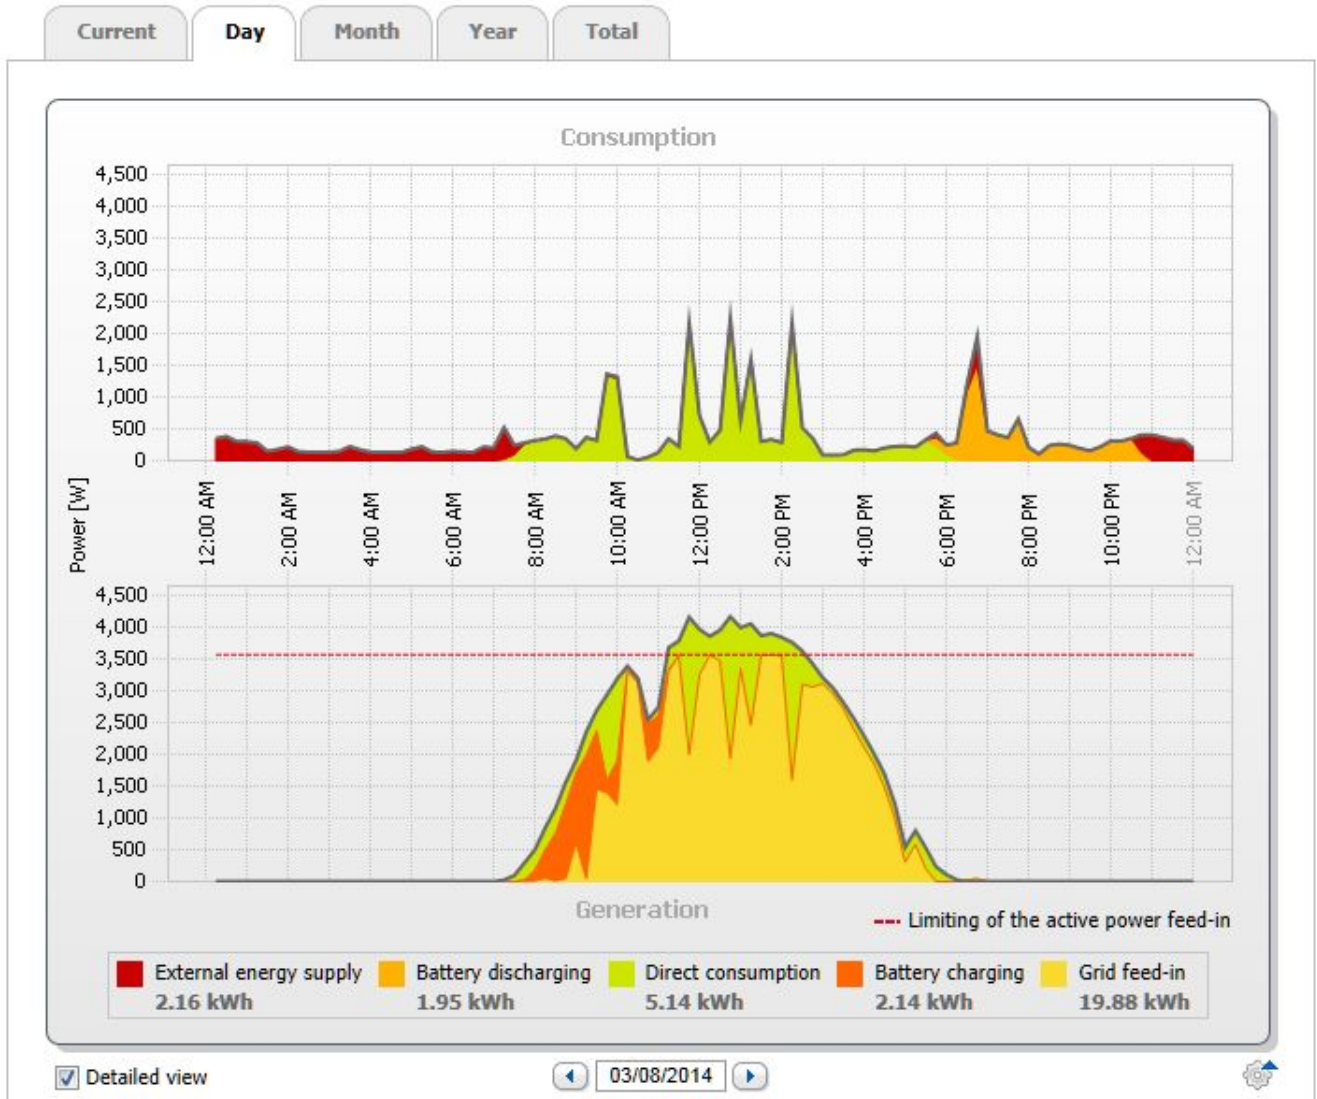 Current Day Month Year Total
Consumption
4,500
4,000
3,500
3,000
2,500
2,000
1,500
1,000
500
0
Power [W]
12:00 AM 2:00 AM 4:00 AM 6:00 AM 8:00 AM 10:00 AM 12:00 PM 2:00 PM 4:00 PM 6:00 PM 8:00 PM 10:00 PM 12:00 AM
4,500
4,000
3,500
3,000
2,500
2,000
1,500
1,000
500
0
Generation
Limiting of the active power feed-in
External energy supply Battery discharging Direct consumption Battery charging Grid feed-in
2.16 kWh 1.95 kWh 5.14 kWh 2.14 kWh 19.88 kWh
Detailed view 03/08/2014